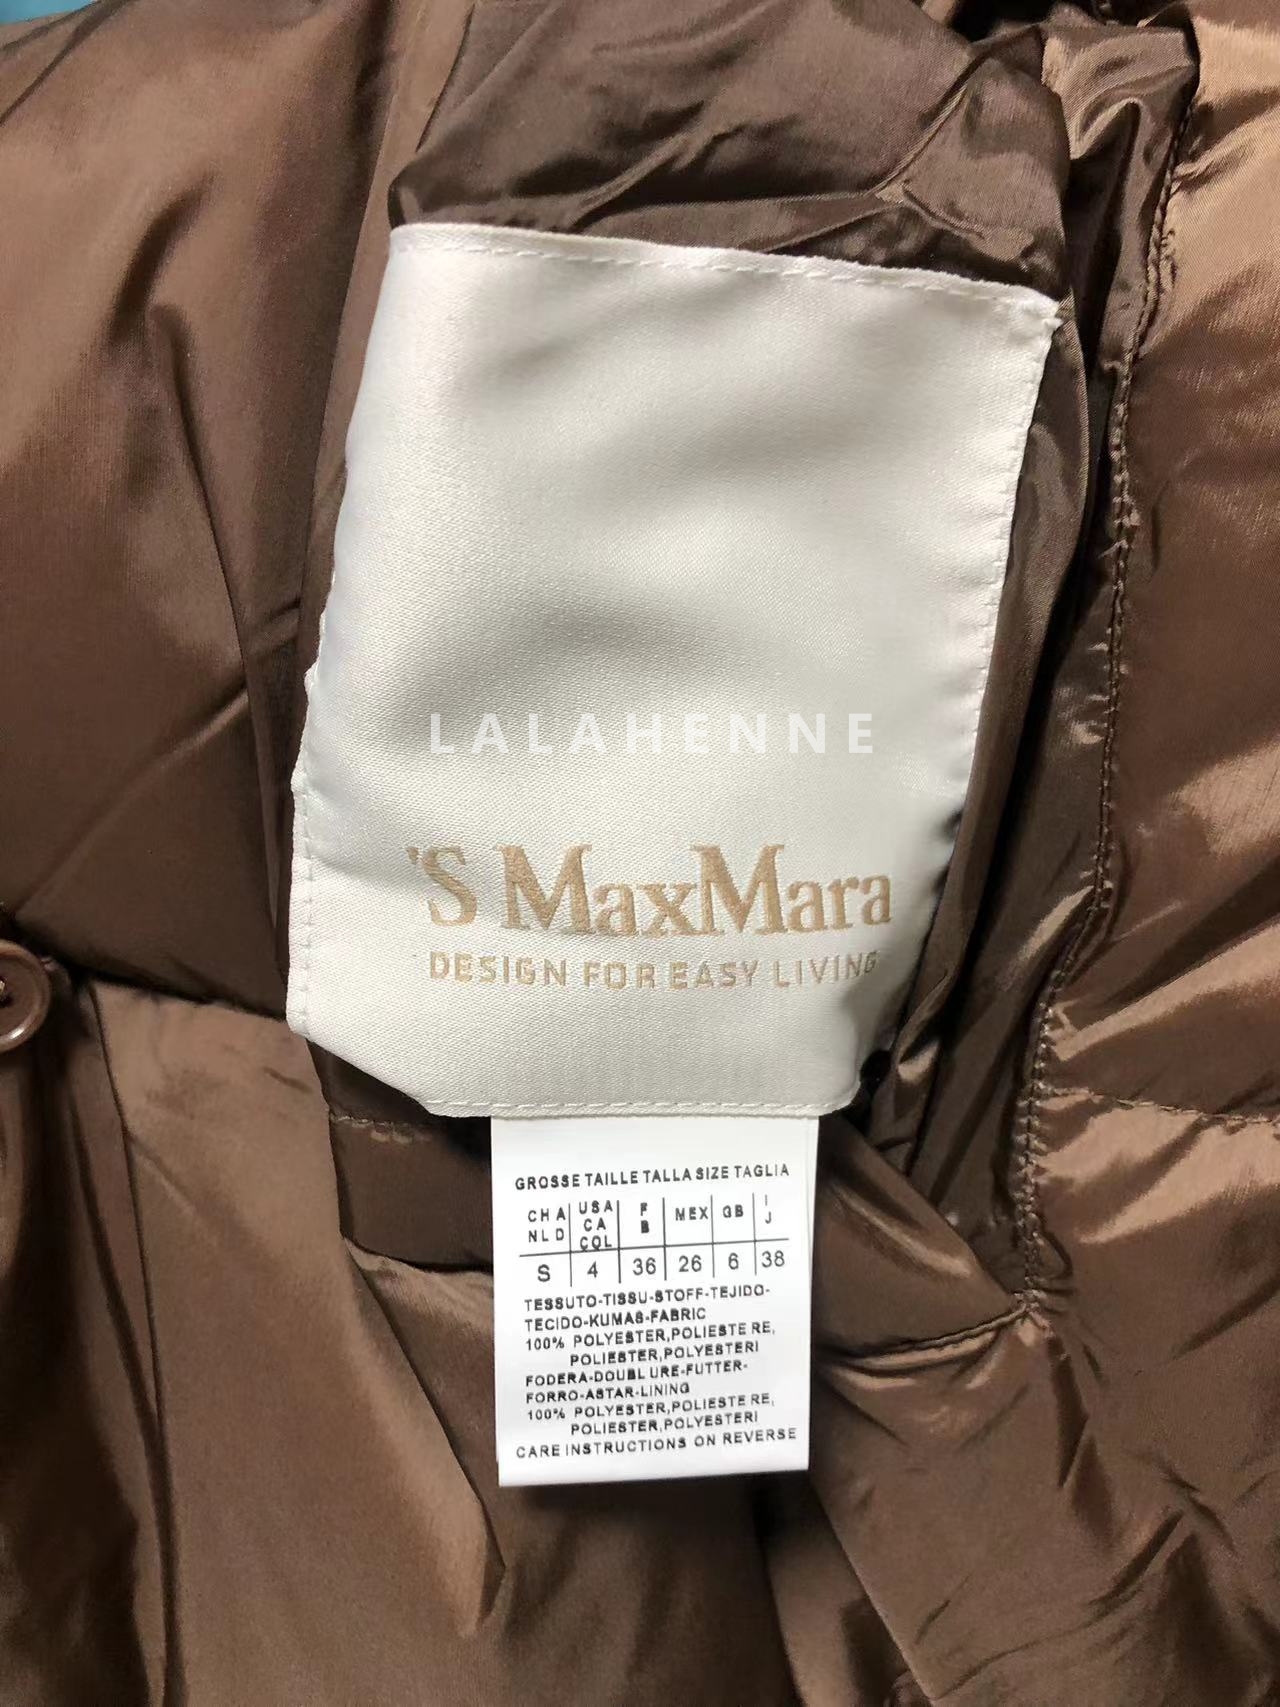 LALAHENNE
'S MaxMara
DESIGN FOR EASY LIVING
GROSSE TAILLE TALLA SIZE TAGLIA
CHA USA F MEX GB I
NLD CA B J
COL
S 4 36 26 6 38
TESSUTO-TISSU-STOFF-TEJIDO-
TECIDO-KUMAS-FABRIC
100% POLYESTER,POLIESTE RE,
POLIESTER,POLYESTERI
FODERA-DOUBL URE-FUTTER-
FORRO-ASTAR-LINING
100% POLYESTER,POLIESTE RE,
POLIESTER,POLYESTERI
CARE INSTRUCTIONS ON REVERSE